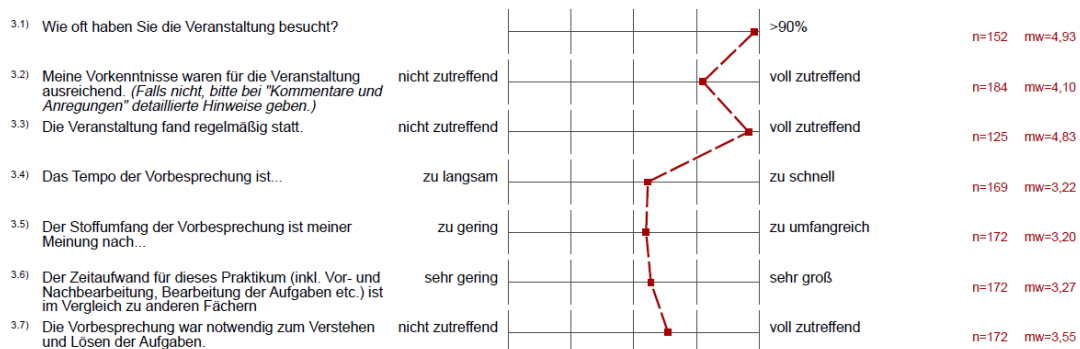 3.1) Wie oft haben Sie die Veranstaltung besucht? >90% n=152 mw=4,93
3.2) Meine Vorkenntnisse waren für die Veranstaltung nicht zutreffend voll zutreffend n=184 mw=4,10
ausreichend. (Falls nicht, bitte bei "Kommentare und
Anregungen" detaillierte Hinweise geben.)
3.3) Die Veranstaltung fand regelmäßig statt. nicht zutreffend voll zutreffend n=125 mw=4,83
3.4) Das Tempo der Vorbesprechung ist... zu langsam zu schnell n=169 mw=3,22
3.5) Der Stoffumfang der Vorbesprechung ist meiner zu gering zu umfangreich n=172 mw=3,20
Meinung nach...
3.6) Der Zeitaufwand für dieses Praktikum (inkl. Vor- und sehr gering sehr groß n=172 mw=3,27
Nachbearbeitung, Bearbeitung der Aufgaben etc.) ist
im Vergleich zu anderen Fächern
3.7) Die Vorbesprechung war notwendig zum Verstehen nicht zutreffend voll zutreffend n=172 mw=3,55
und Lösen der Aufgaben.